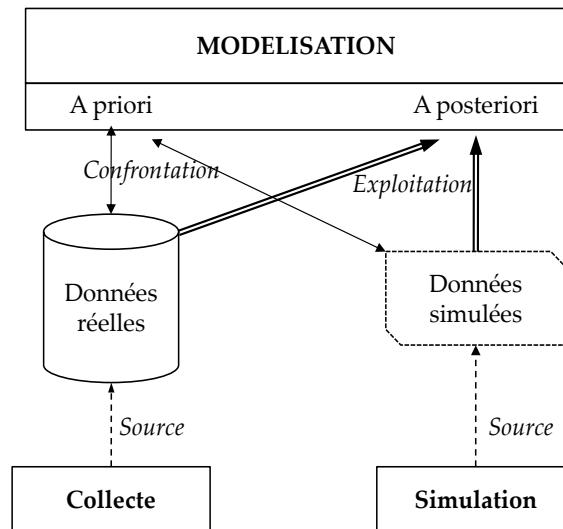 MODELISATION
A priori
A posteriori
Confrontation
Exploitation
Données
réelles
Données
simulées
Source
Source
Collecte
Simulation